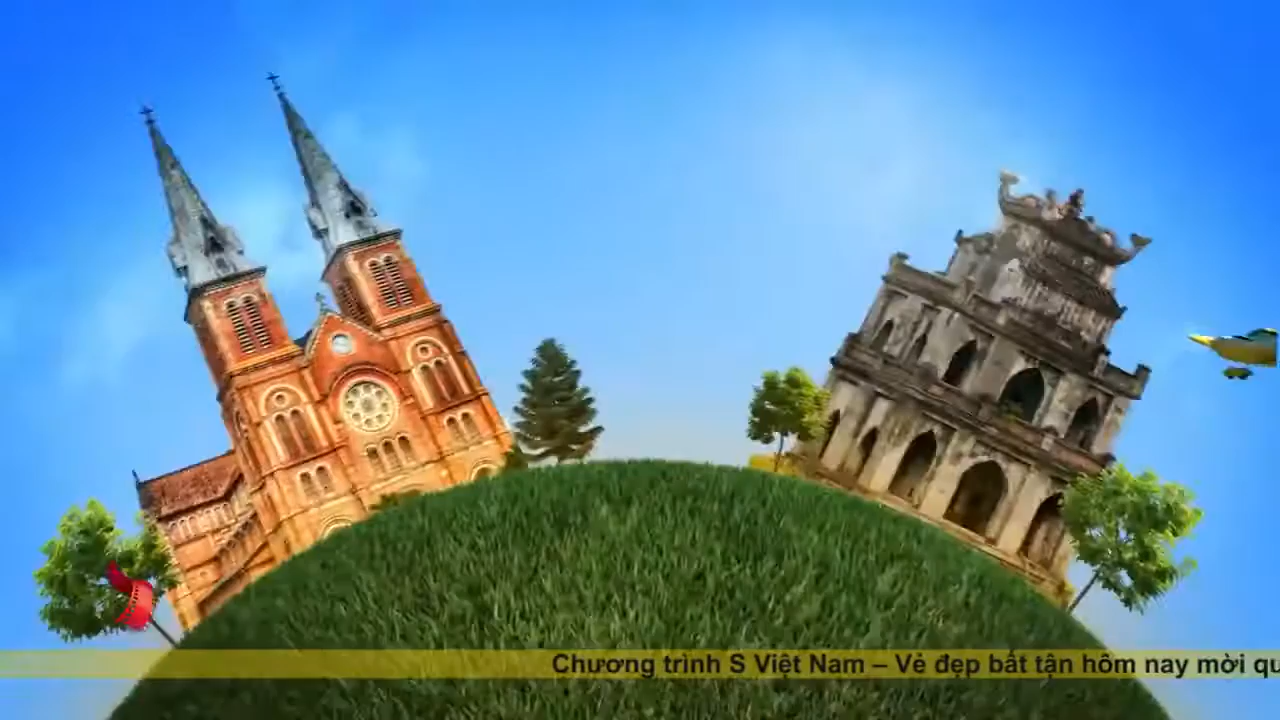 Chương trình S Việt Nam – Vẻ đẹp bất tận hôm nay mời